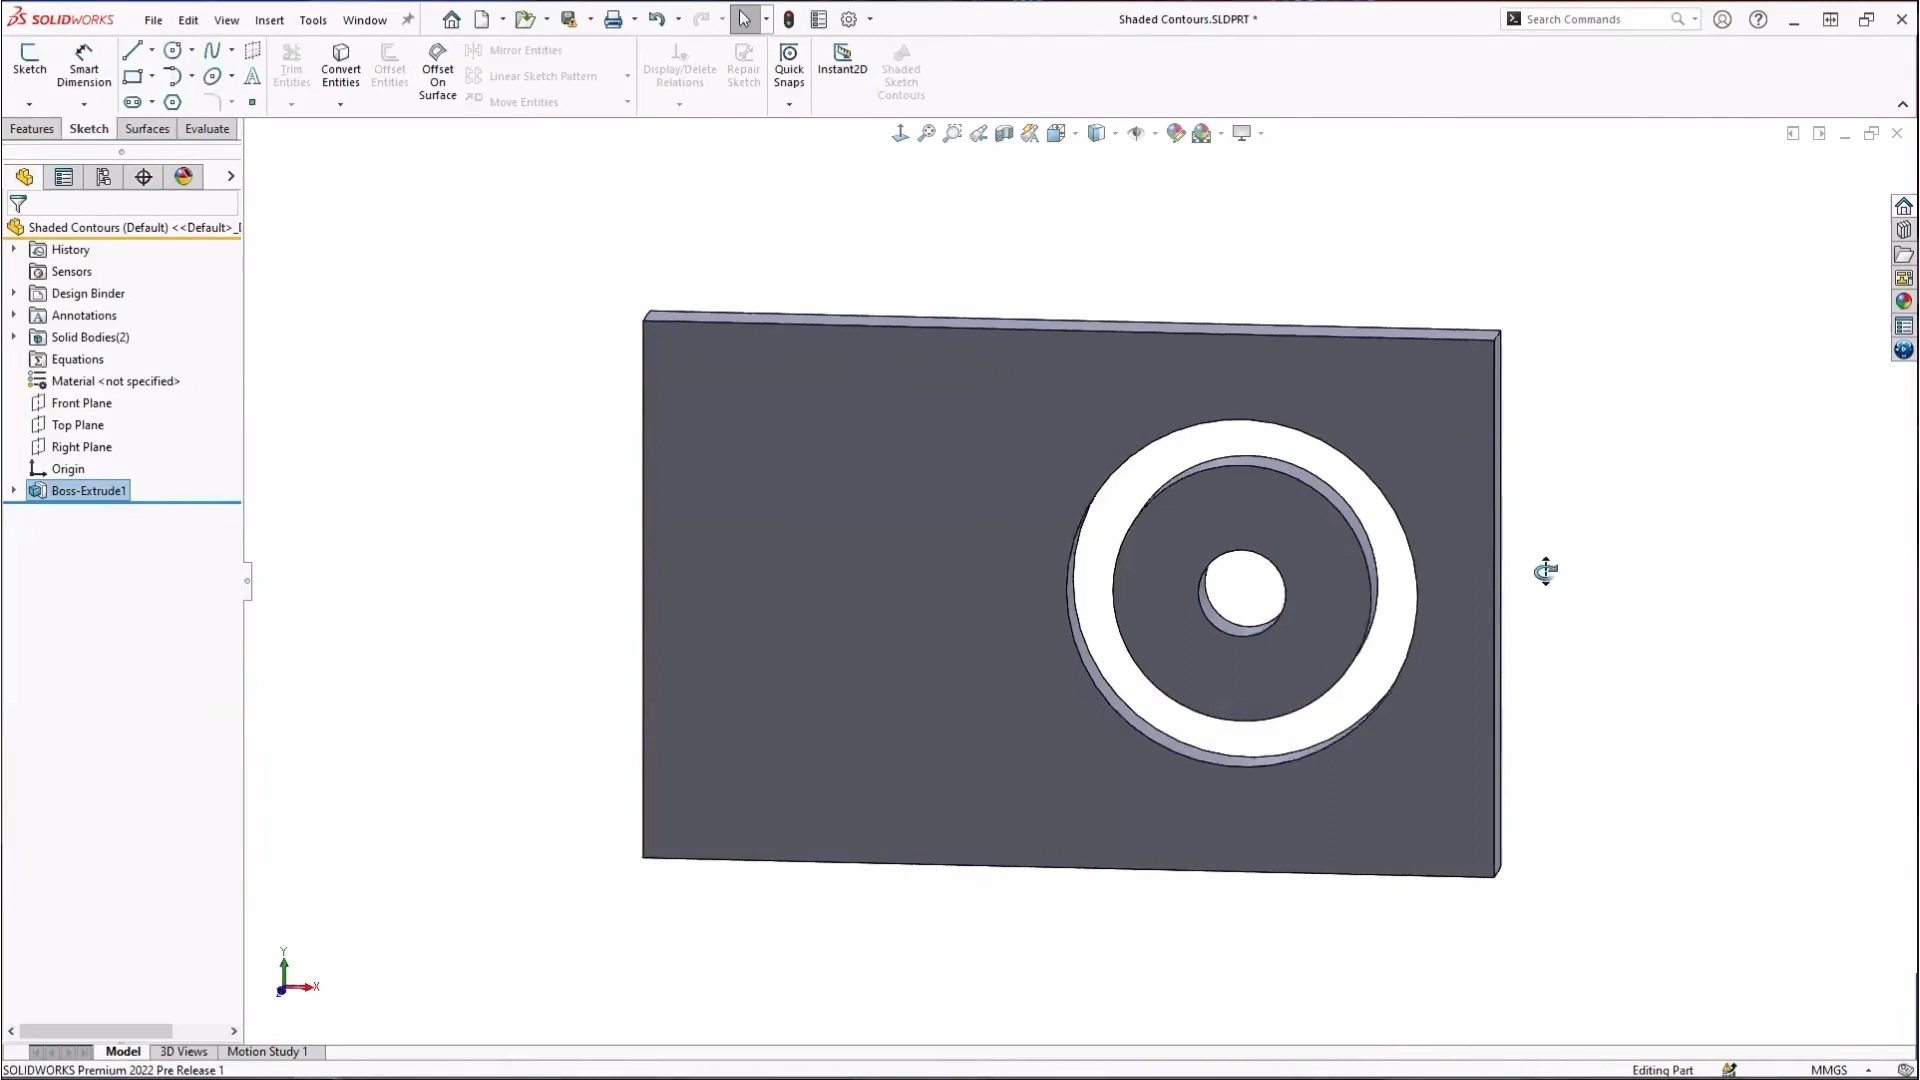 SOLIDWORKS File Edit View Insert Tools Window Shaded Contours.SLDPRT * Search Commands
Sketch Smart Dimension Trim Entities Convert Entities Offset Entities Offset On Surface Mirror Entities Linear Sketch Pattern Move Entities Display/Delete Relations Repair Sketch Quick Snaps Instant2D Shaded Sketch Contours
Features Sketch Surfaces Evaluate
Shaded Contours (Default) <<Default>_
History
Sensors
Design Binder
Annotations
Solid Bodies(2)
Equations
Material <not specified>
Front Plane
Top Plane
Right Plane
Origin
Boss-Extrude1
Y
X
Model 3D Views Motion Study 1
SOLIDWORKS Premium 2022 Pre Release 1 Editing Part MMGS